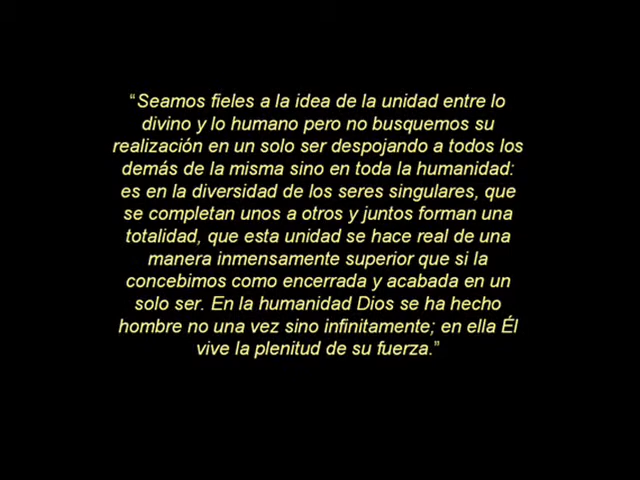 “Seamos fieles a la idea de la unidad entre lo
divino y lo humano pero no busquemos su
realización en un solo ser despojando a todos los
demás de la misma sino en toda la humanidad:
es en la diversidad de los seres singulares, que
se completan unos a otros y juntos forman una
totalidad, que esta unidad se hace real de una
manera inmensamente superior que si la
concebimos como encerrada y acabada en un
solo ser. En la humanidad Dios se ha hecho
hombre no una vez sino infinitamente; en ella Él
vive la plenitud de su fuerza.”